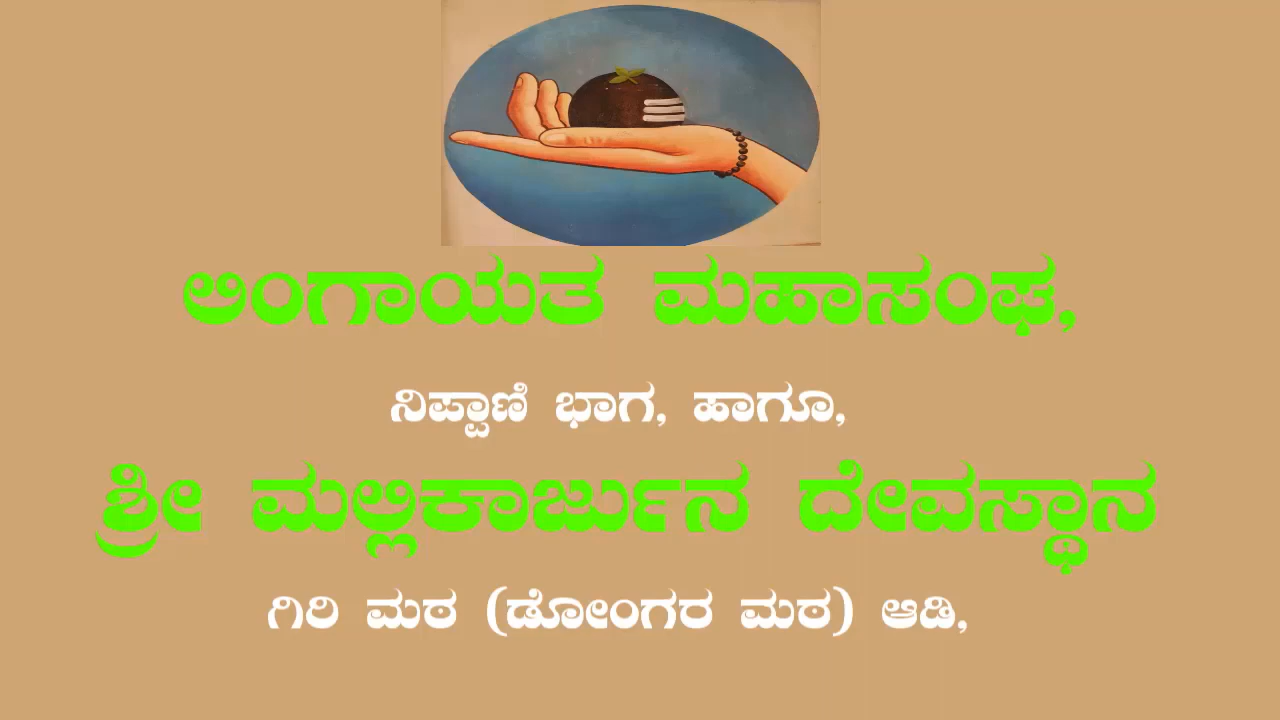 ಲಿಂಗಾಯತ ಮಹಾಸಂಘ,
ನಿಪ್ಪಾಣಿ ಭಾಗ, ಹಾಗೂ,
ಶ್ರೀ ಮಲ್ಲಿಕಾರ್ಜುನ ದೇವಸ್ಥಾನ
ಗಿರಿ ಮಠ (ಡೋಂಗರ ಮಠ) ಆಡಿ,